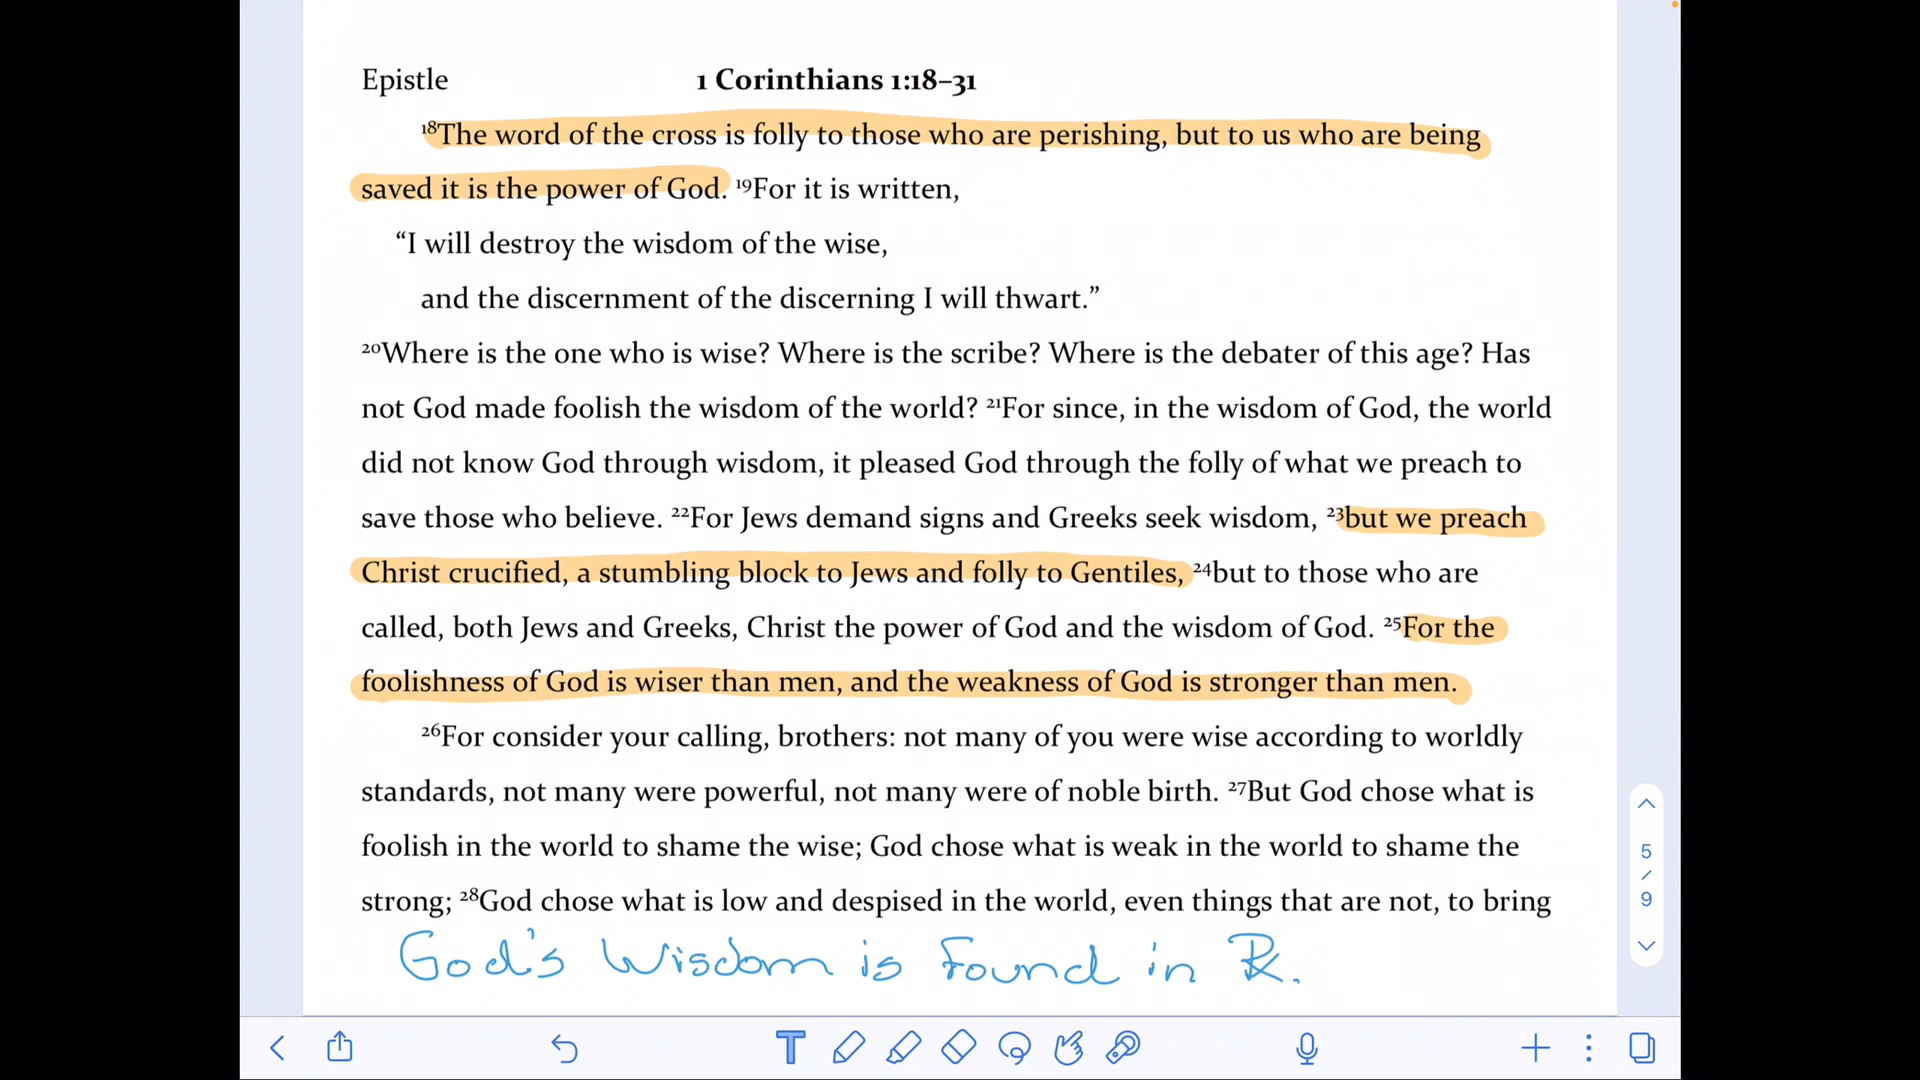 Epistle 1 Corinthians 1:18–31
¹⁸The word of the cross is folly to those who are perishing, but to us who are being
saved it is the power of God. ¹⁹For it is written,
“I will destroy the wisdom of the wise,
and the discernment of the discerning I will thwart.”
²⁰Where is the one who is wise? Where is the scribe? Where is the debater of this age? Has
not God made foolish the wisdom of the world? ²¹For since, in the wisdom of God, the world
did not know God through wisdom, it pleased God through the folly of what we preach to
save those who believe. ²²For Jews demand signs and Greeks seek wisdom, ²³but we preach
Christ crucified, a stumbling block to Jews and folly to Gentiles, ²⁴but to those who are
called, both Jews and Greeks, Christ the power of God and the wisdom of God. ²⁵For the
foolishness of God is wiser than men, and the weakness of God is stronger than men.
²⁶For consider your calling, brothers: not many of you were wise according to worldly
standards, not many were powerful, not many were of noble birth. ²⁷But God chose what is
foolish in the world to shame the wise; God chose what is weak in the world to shame the
strong; ²⁸God chose what is low and despised in the world, even things that are not, to bring
God's Wisdom is Found in
5
/
9
T